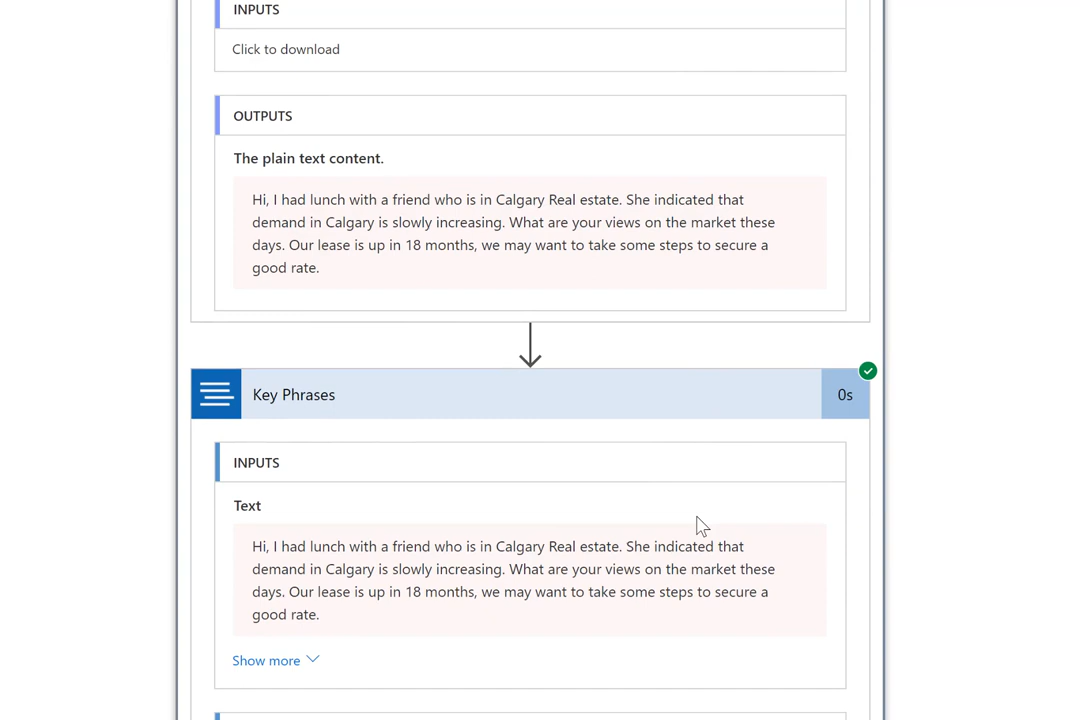 INPUTS
Click to download
OUTPUTS
The plain text content.
Hi, I had lunch with a friend who is in Calgary Real estate. She indicated that
demand in Calgary is slowly increasing. What are your views on the market these
days. Our lease is up in 18 months, we may want to take some steps to secure a
good rate.
Key Phrases
0s
INPUTS
Text
Hi, I had lunch with a friend who is in Calgary Real estate. She indicated that
demand in Calgary is slowly increasing. What are your views on the market these
days. Our lease is up in 18 months, we may want to take some steps to secure a
good rate.
Show more